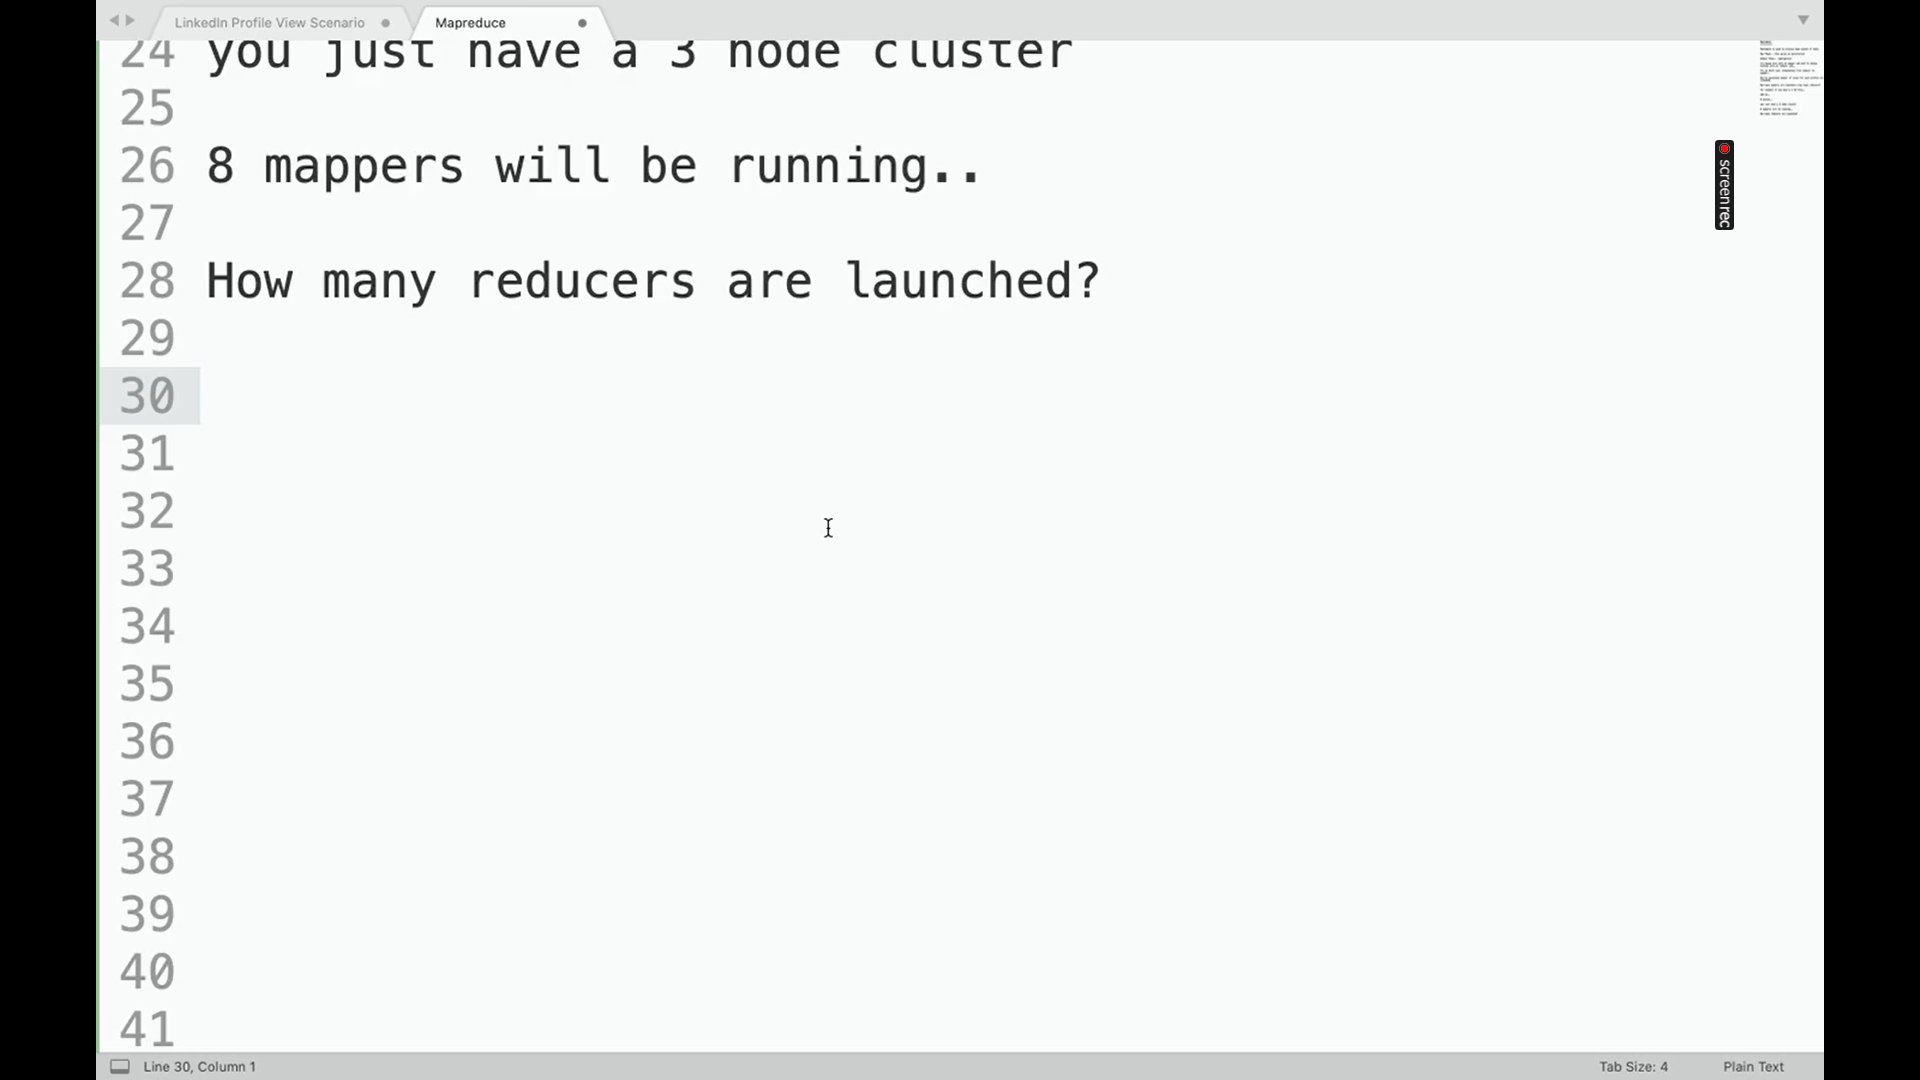 LinkedIn Profile View Scenario
Mapreduce
24 you just have a 3 node cluster
25
26 8 mappers will be running..
27
28 How many reducers are launched?
29
30
31
32
33
34
35
36
37
38
39
40
41
screenrec
Line 30, Column 1
Tab Size: 4
Plain Text